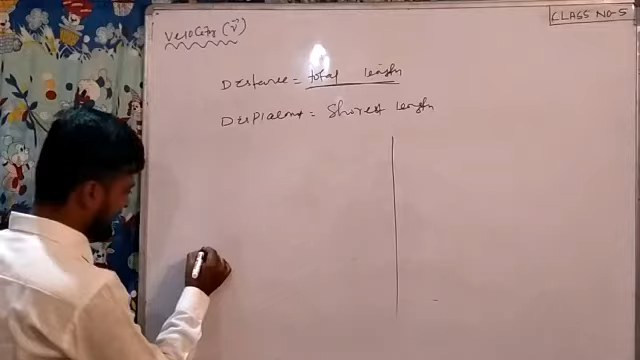 CLASS NO-5
Velocity (v⃗)
Distance = total length
Displacement = Shortest length